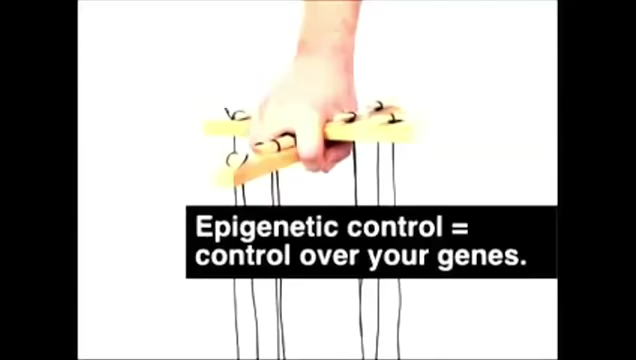 Epigenetic control =
control over your genes.